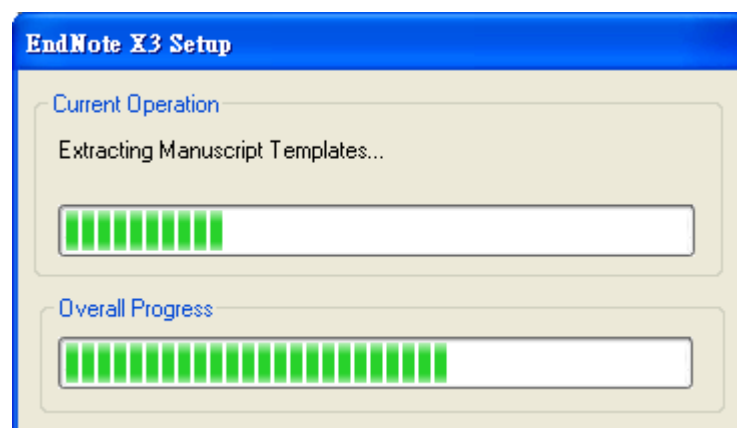 EndNote X3 Setup
Current Operation
Extracting Manuscript Templates...
Overall Progress